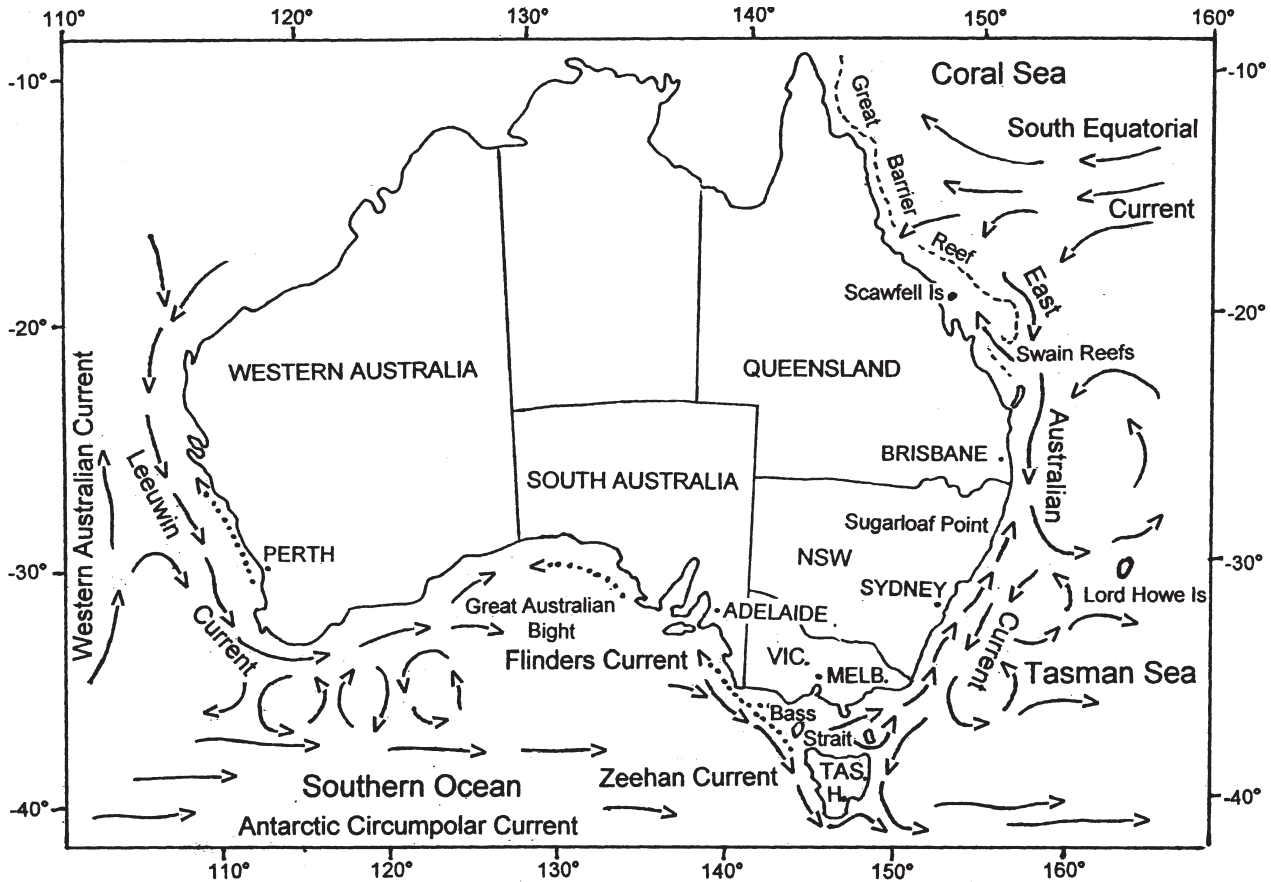 110° 120° 130° 140° 150° 160°
-10° -10°
Coral Sea
Great
Barrier
Reef
South Equatorial
Current
East
Australian
Current
Scawfell Is
-20° -20°
Swain Reefs
WESTERN AUSTRALIA
QUEENSLAND
Western Australian Current
Leeuwin
Current
BRISBANE
SOUTH AUSTRALIA
Sugarloaf Point
NSW
PERTH
-30° -30°
SYDNEY
Lord Howe Is
Great Australian
Bight
ADELAIDE
Flinders Current
VIC.
MELB.
Tasman Sea
Bass
Strait
Zeehan Current
TAS.
H.
Southern Ocean
-40° -40°
Antarctic Circumpolar Current
110° 120° 130° 140° 150° 160°